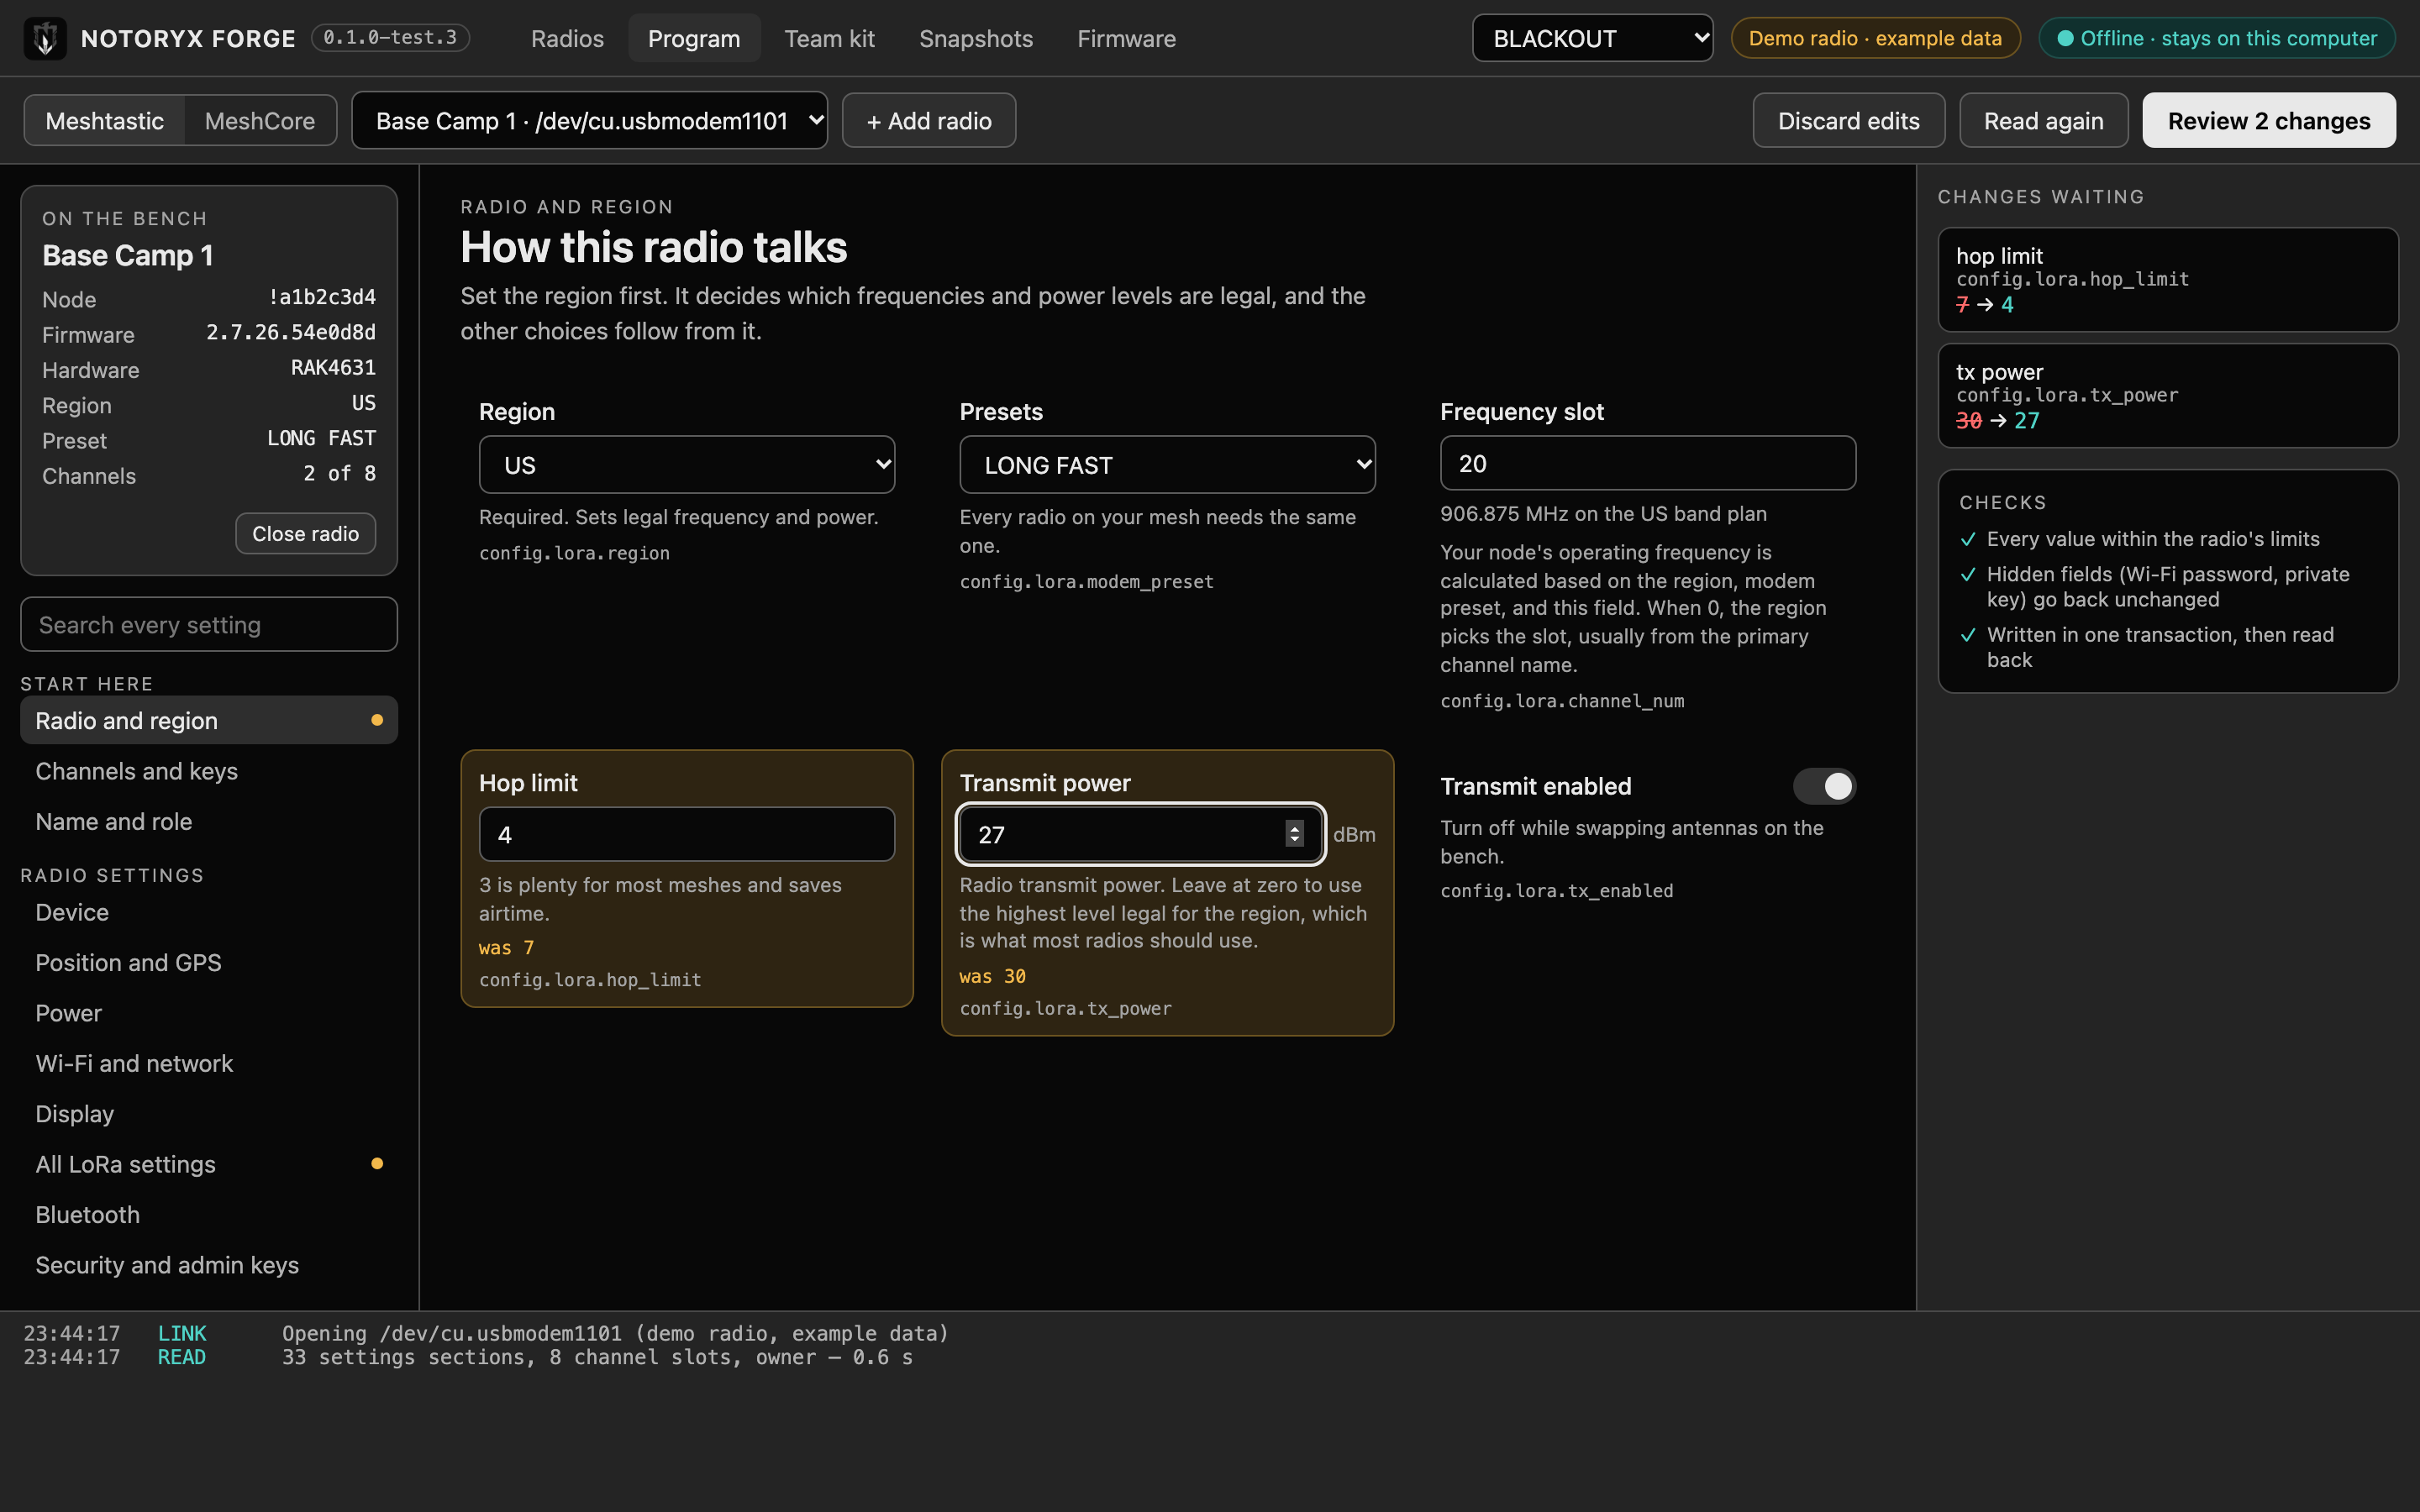 NOTORYX FORGE 0.1.0-test.3 Radios Program Team kit Snapshots Firmware BLACKOUT Demo radio · example data Offline · stays on this computer
Meshtastic MeshCore Base Camp 1 · /dev/cu.usbmodem1101 + Add radio Discard edits Read again Review 2 changes
ON THE BENCH
Base Camp 1
Node !a1b2c3d4
Firmware 2.7.26.54e0d8d
Hardware RAK4631
Region US
Preset LONG FAST
Channels 2 of 8
Close radio
Search every setting
START HERE
Radio and region
Channels and keys
Name and role
RADIO SETTINGS
Device
Position and GPS
Power
Wi-Fi and network
Display
All LoRa settings
Bluetooth
Security and admin keys
RADIO AND REGION
How this radio talks
Set the region first. It decides which frequencies and power levels are legal, and the
other choices follow from it.
Region
US
Required. Sets legal frequency and power.
config.lora.region
Presets
LONG FAST
Every radio on your mesh needs the same
one.
config.lora.modem_preset
Frequency slot
20
906.875 MHz on the US band plan
Your node's operating frequency is
calculated based on the region, modem
preset, and this field. When 0, the region
picks the slot, usually from the primary
channel name.
config.lora.channel_num
Hop limit
4
3 is plenty for most meshes and saves
airtime.
was 7
config.lora.hop_limit
Transmit power
27 dBm
Radio transmit power. Leave at zero to use
the highest level legal for the region, which
is what most radios should use.
was 30
config.lora.tx_power
Transmit enabled
Turn off while swapping antennas on the
bench.
config.lora.tx_enabled
CHANGES WAITING
hop limit
config.lora.hop_limit
7 → 4
tx power
config.lora.tx_power
30 → 27
CHECKS
✓ Every value within the radio's limits
✓ Hidden fields (Wi-Fi password, private
key) go back unchanged
✓ Written in one transaction, then read
back
23:44:17 LINK Opening /dev/cu.usbmodem1101 (demo radio, example data)
23:44:17 READ 33 settings sections, 8 channel slots, owner — 0.6 s